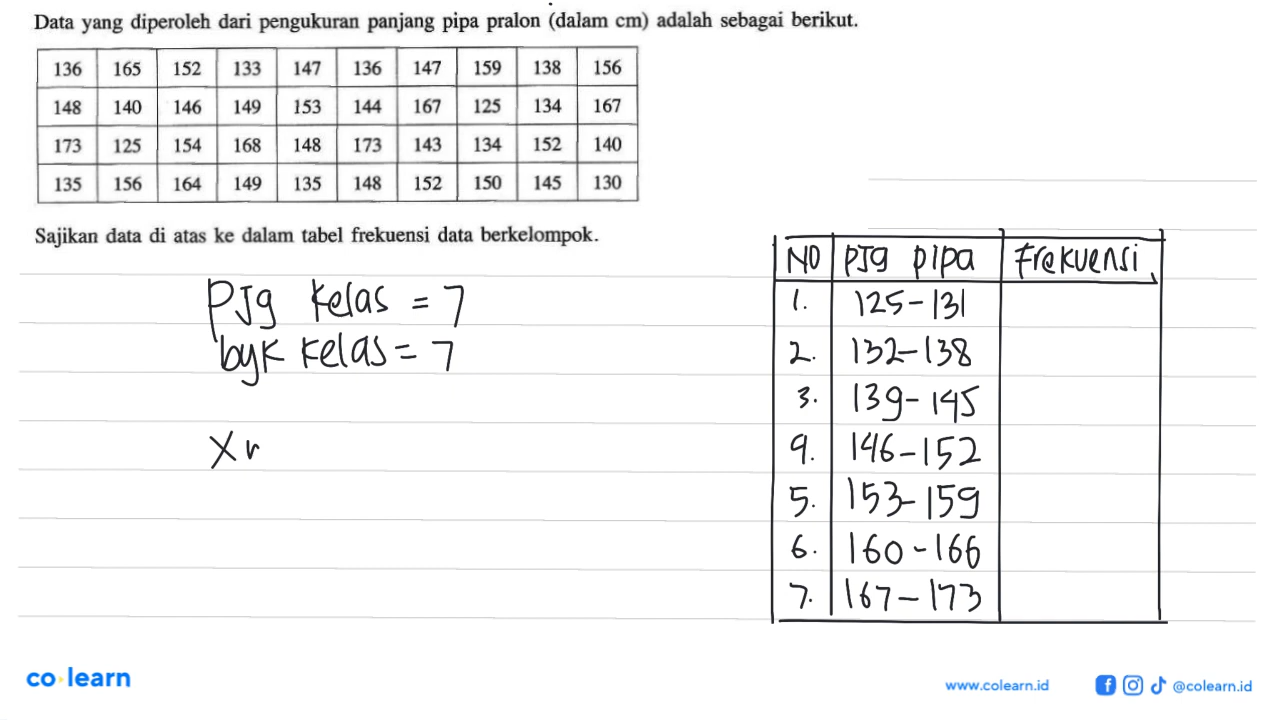 Data yang diperoleh dari pengukuran panjang pipa pralon (dalam cm) adalah sebagai berikut.
136 165 152 133 147 136 147 159 138 156
148 140 146 149 153 144 167 125 134 167
173 125 154 168 148 173 143 134 152 140
135 156 164 149 135 148 152 150 145 130
Sajikan data di atas ke dalam tabel frekuensi data berkelompok.
Pjg kelas = 7
byk kelas = 7
Xr
No pjg pipa Frekuensi
1. 125-131
2. 132-138
3. 139-145
4. 146-152
5. 153-159
6. 160-166
7. 167-173
co learn
www.colearn.id @colearn.id